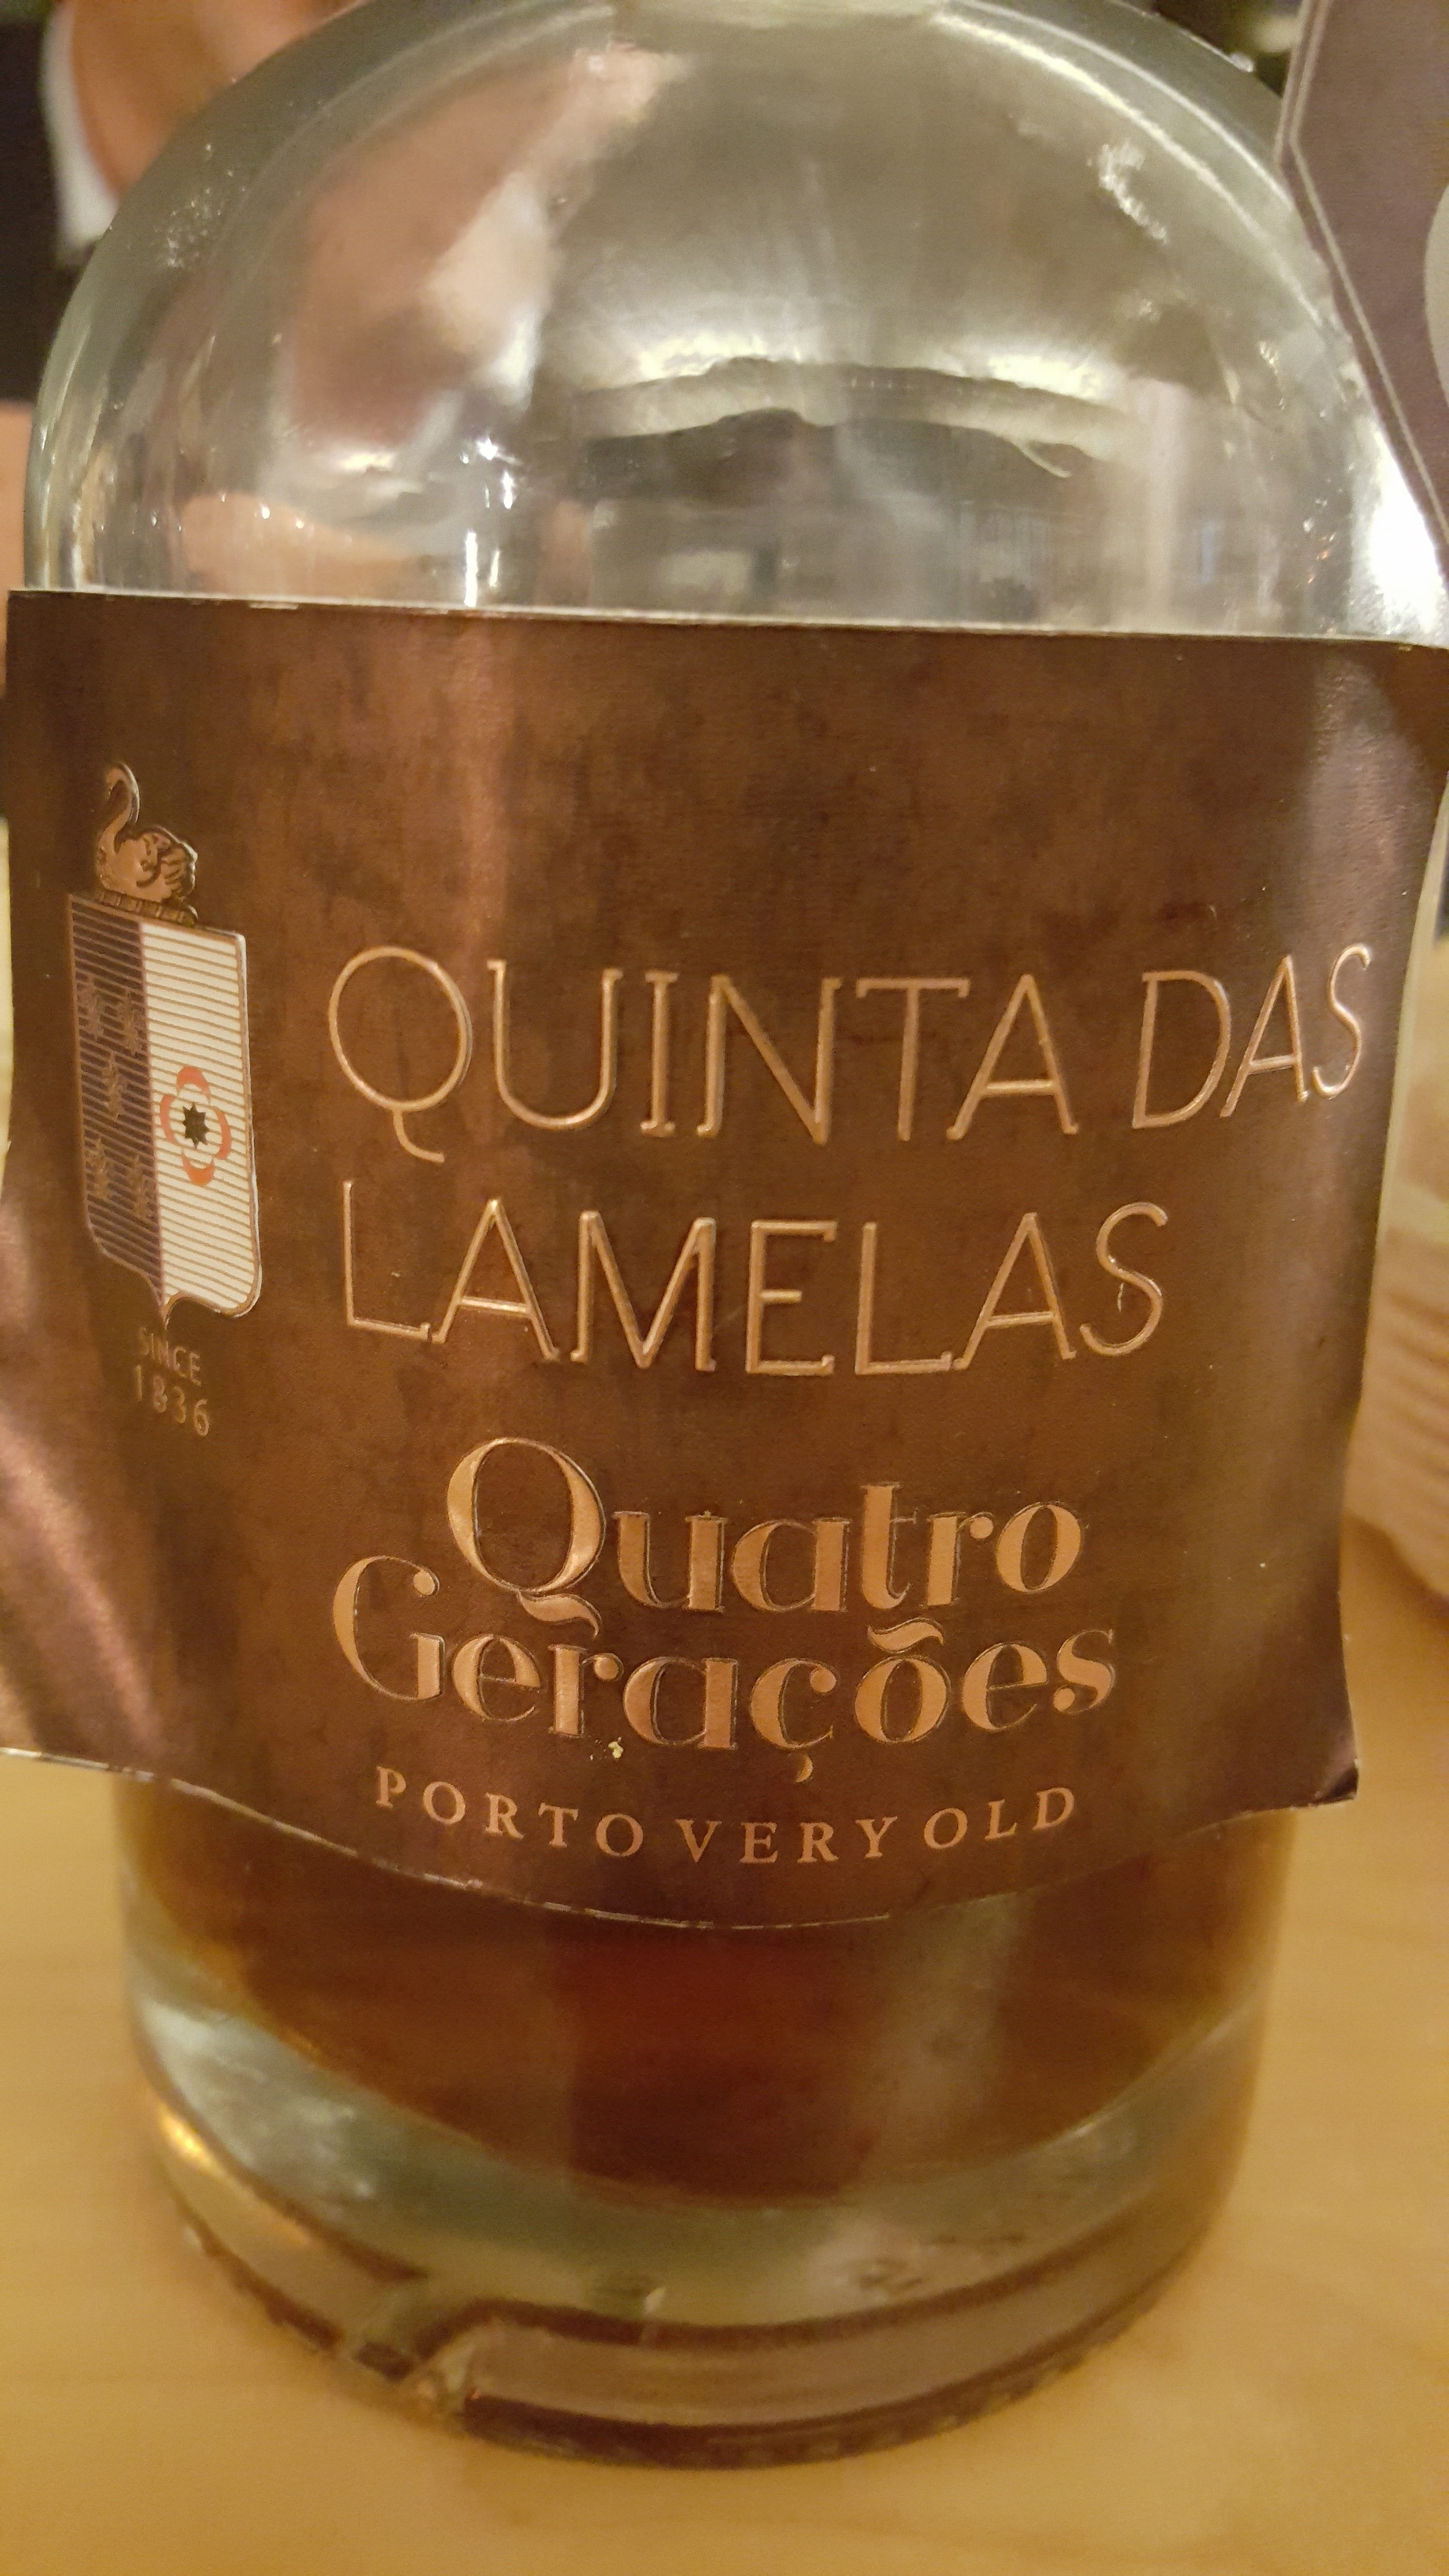 QUINTA DAS
LAMELAS
SINCE
1836
Quatro
Gerações
PORTO VERY OLD